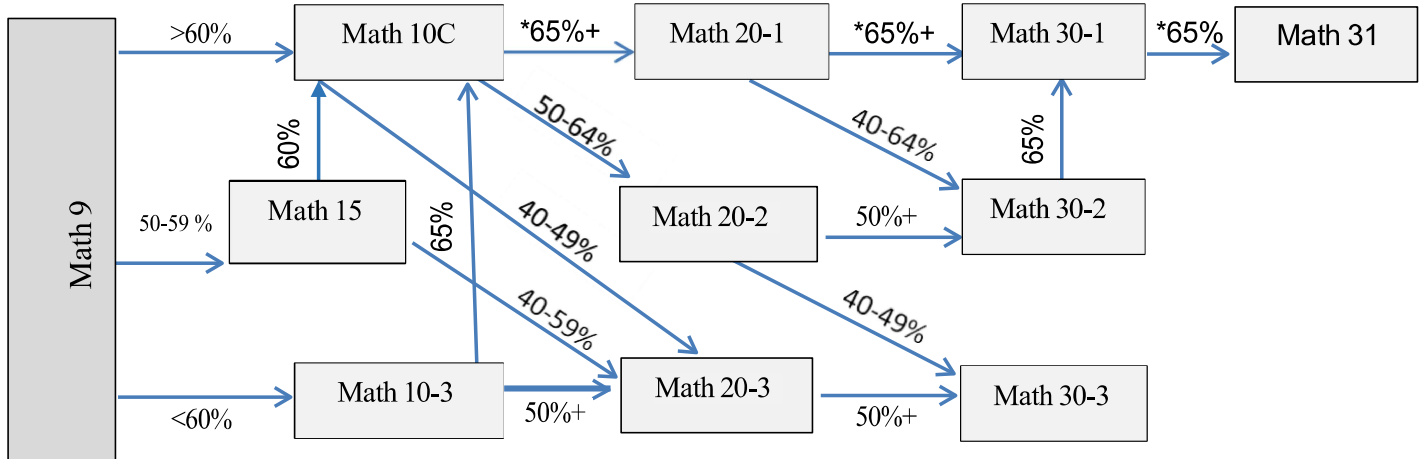 Math 9
>60%
Math 10C
*65%+
Math 20-1
*65%+
Math 30-1
*65%
Math 31
50-64%
40-64%
60%
65%
50-59 %
Math 15
65%
40-49%
Math 20-2
50%+
Math 30-2
40-59%
40-49%
<60%
Math 10-3
50%+
Math 20-3
50%+
Math 30-3